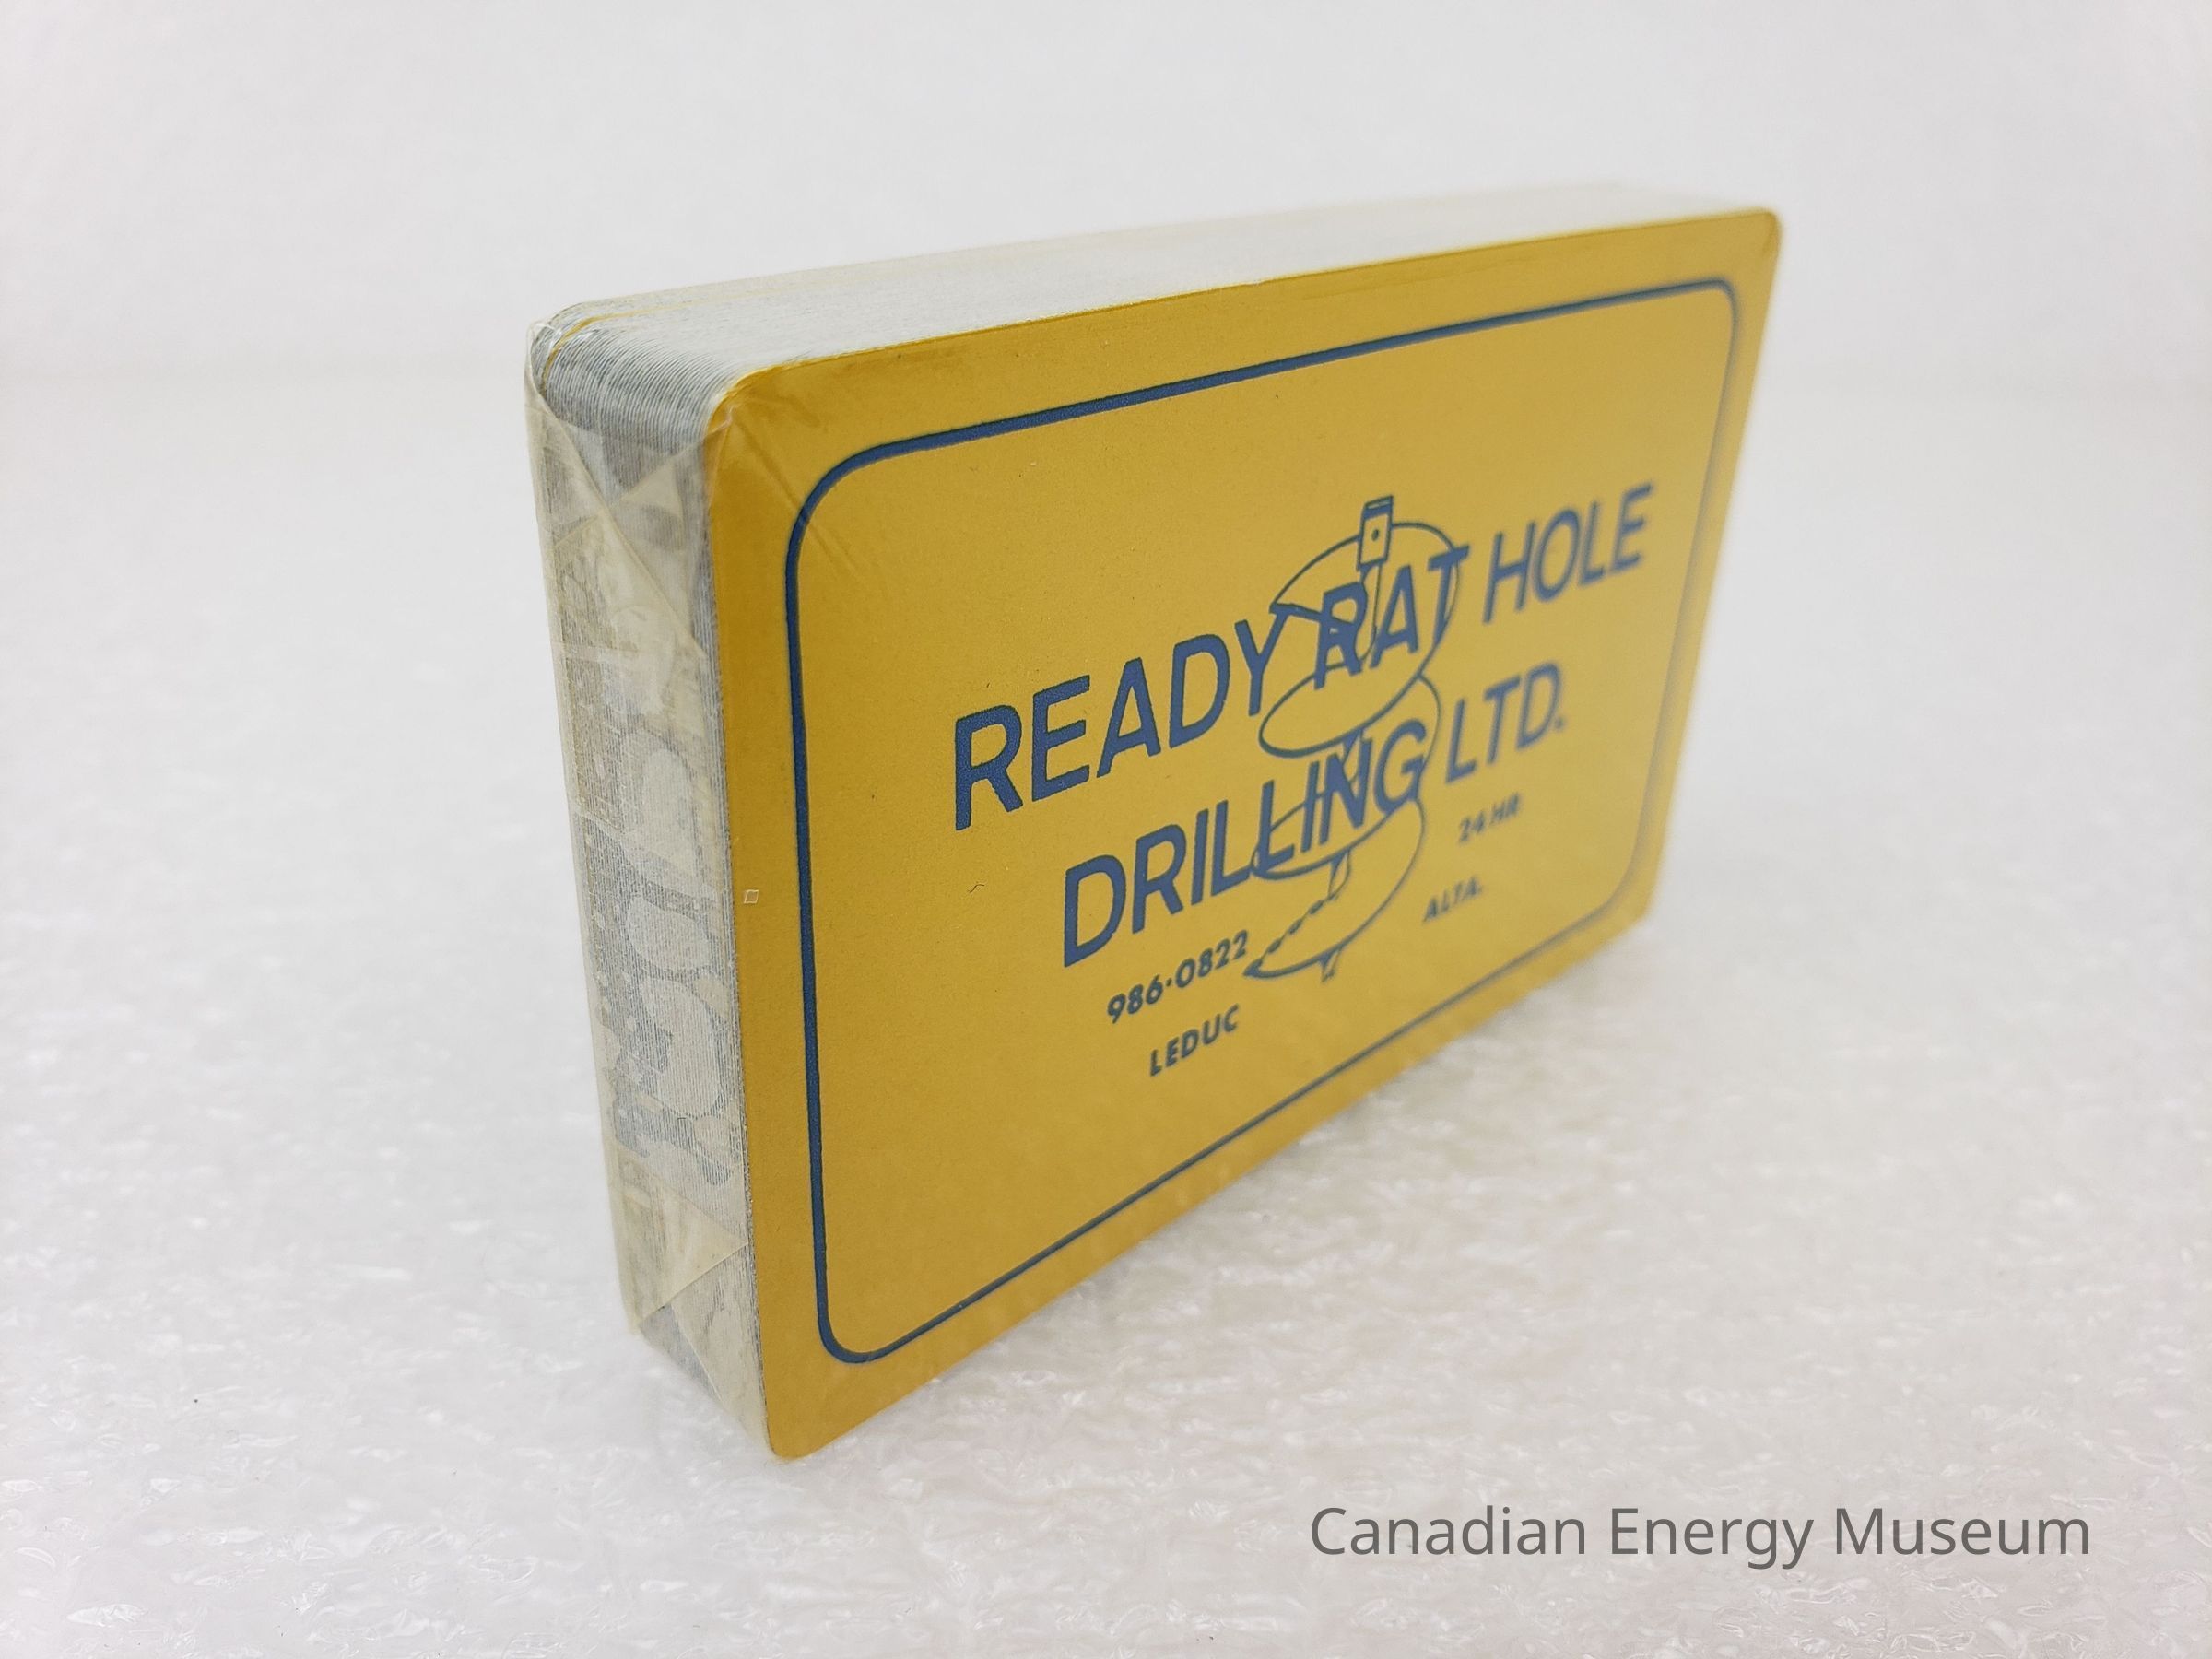 READY RAT HOLE
DRILLING LTD.
986·0822 24 HR
LEDUC ALTA.
Canadian Energy Museum